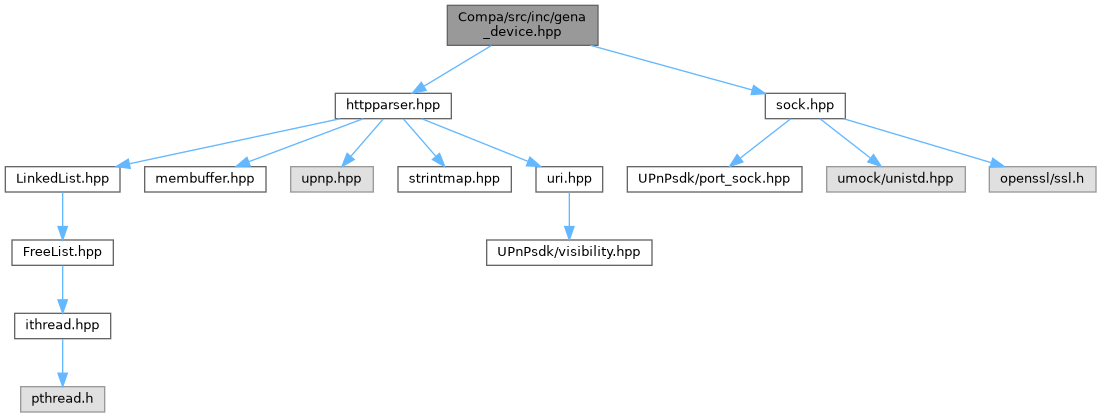 Compa/src/inc/gena
_device.hpp
httpparser.hpp
sock.hpp
LinkedList.hpp
membuffer.hpp
upnp.hpp
strintmap.hpp
uri.hpp
UPnPsdk/port_sock.hpp
umock/unistd.hpp
openssl/ssl.h
FreeList.hpp
UPnPsdk/visibility.hpp
ithread.hpp
pthread.h